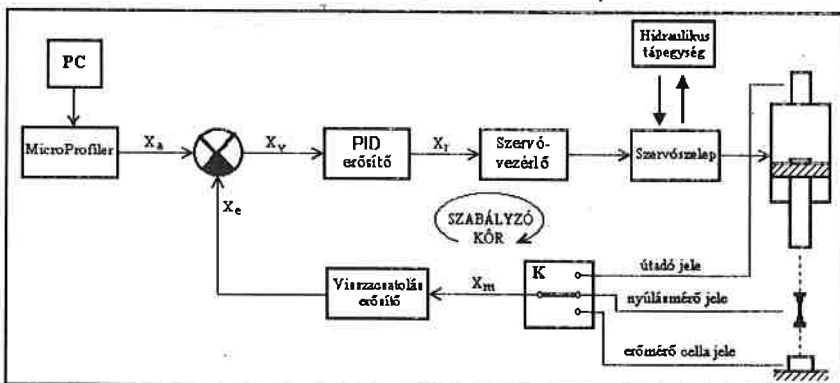 Hidraulikus
tápegység
PC
MicroProfiler
Xa
Xv
PID
erősítő
Xr
Szervó-
vezérlő
Szervószelep
Xe
SZABÁLYZÓ
KÖR
Visszacsatolás
erősítő
Xm
K
útadó jele
nyúlásmérő jele
erőmérő cella jele